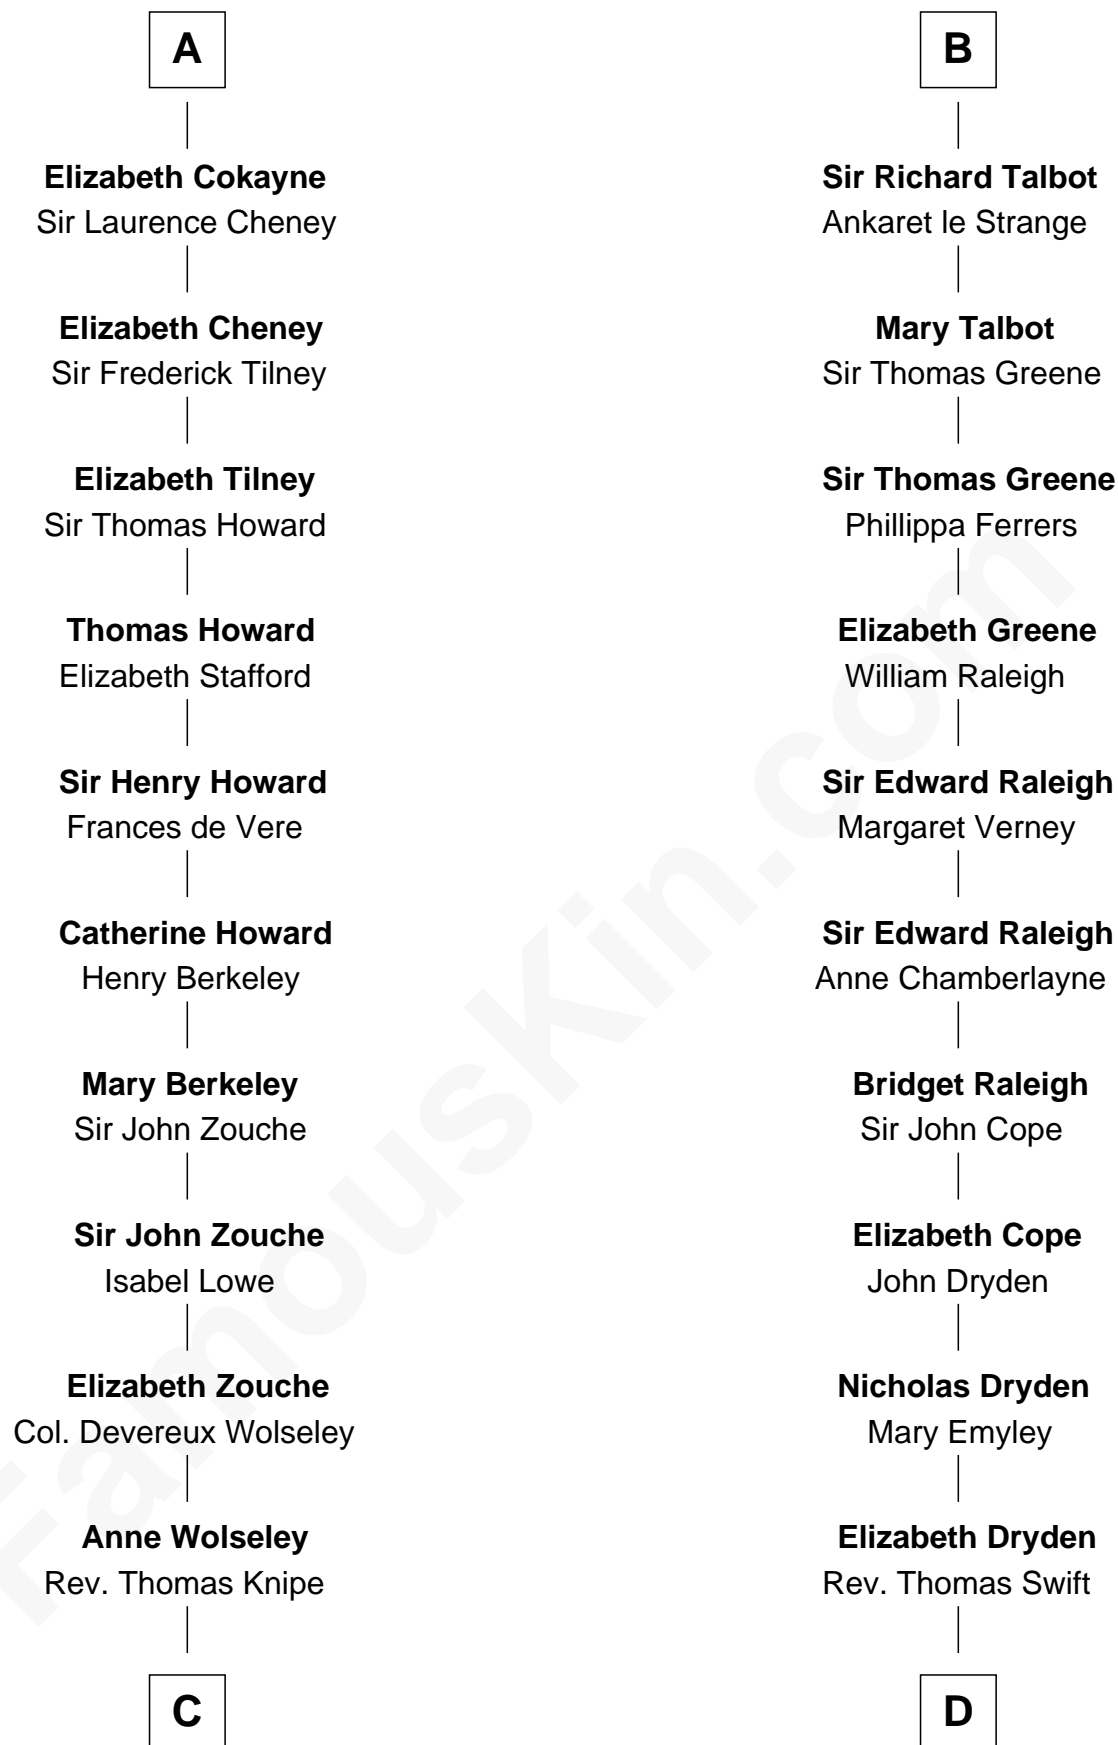 A
Elizabeth Cokayne
Sir Laurence Cheney
Elizabeth Cheney
Sir Frederick Tilney
Elizabeth Tilney
Sir Thomas Howard
Thomas Howard
Elizabeth Stafford
Sir Henry Howard
Frances de Vere
Catherine Howard
Henry Berkeley
Mary Berkeley
Sir John Zouche
Sir John Zouche
Isabel Lowe
Elizabeth Zouche
Col. Devereux Wolseley
Anne Wolseley
Rev. Thomas Knipe
C
B
Sir Richard Talbot
Ankaret le Strange
Mary Talbot
Sir Thomas Greene
Sir Thomas Greene
Phillippa Ferrers
Elizabeth Greene
William Raleigh
Sir Edward Raleigh
Margaret Verney
Sir Edward Raleigh
Anne Chamberlayne
Bridget Raleigh
Sir John Cope
Elizabeth Cope
John Dryden
Nicholas Dryden
Mary Emyley
Elizabeth Dryden
Rev. Thomas Swift
D
FamousKin.com